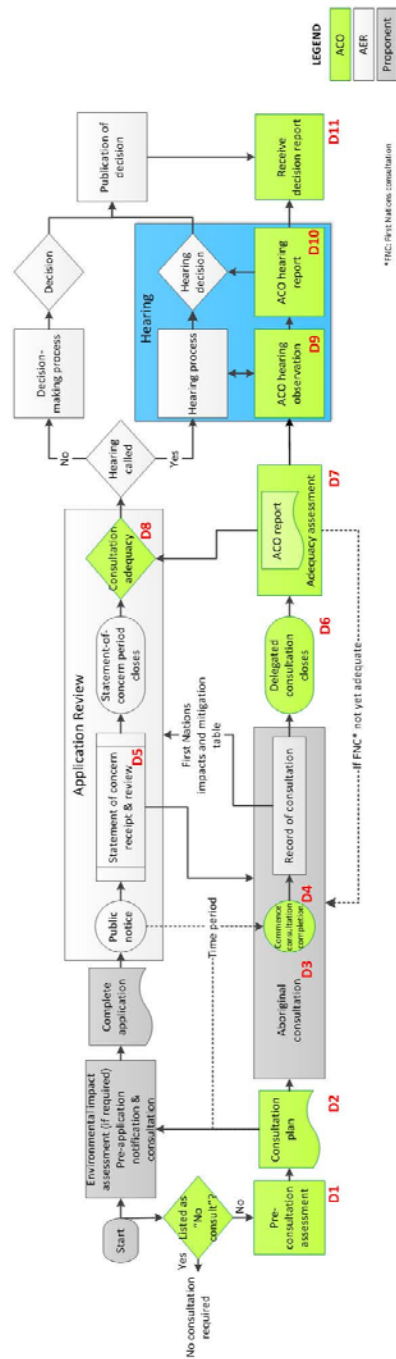 Start
Environmental impact
assessment (if required)
Pre-application
notification &
consultation
Complete
application
Application Review
Public
notice
Statement of concern
receipt & review
D5
Statement-of-
concern period
closes
Consultation
adequacy
D8
Hearing
called
No
Yes
Decision-
making process
Decision
Publication of
decision
Hearing
Hearing process
Hearing
decision
ACO hearing
observation
D9
ACO hearing
report
D10
Receive
decision report
D11
Listed as
"No
consult"?
Yes
No consultation
required
No
Pre-
consultation
assessment
D1
Consultation
plan
D2
Time period
Aboriginal
consultation
D3
Commence
consultation
completion
D4
Record of consultation
First Nations
impacts and mitigation
table
Delegated
consultation
closes
D6
ACO report
Adequacy assessment
D7
If FNC* not yet adequate
LEGEND
ACO
AER
Proponent
*FNC: First Nations consultation